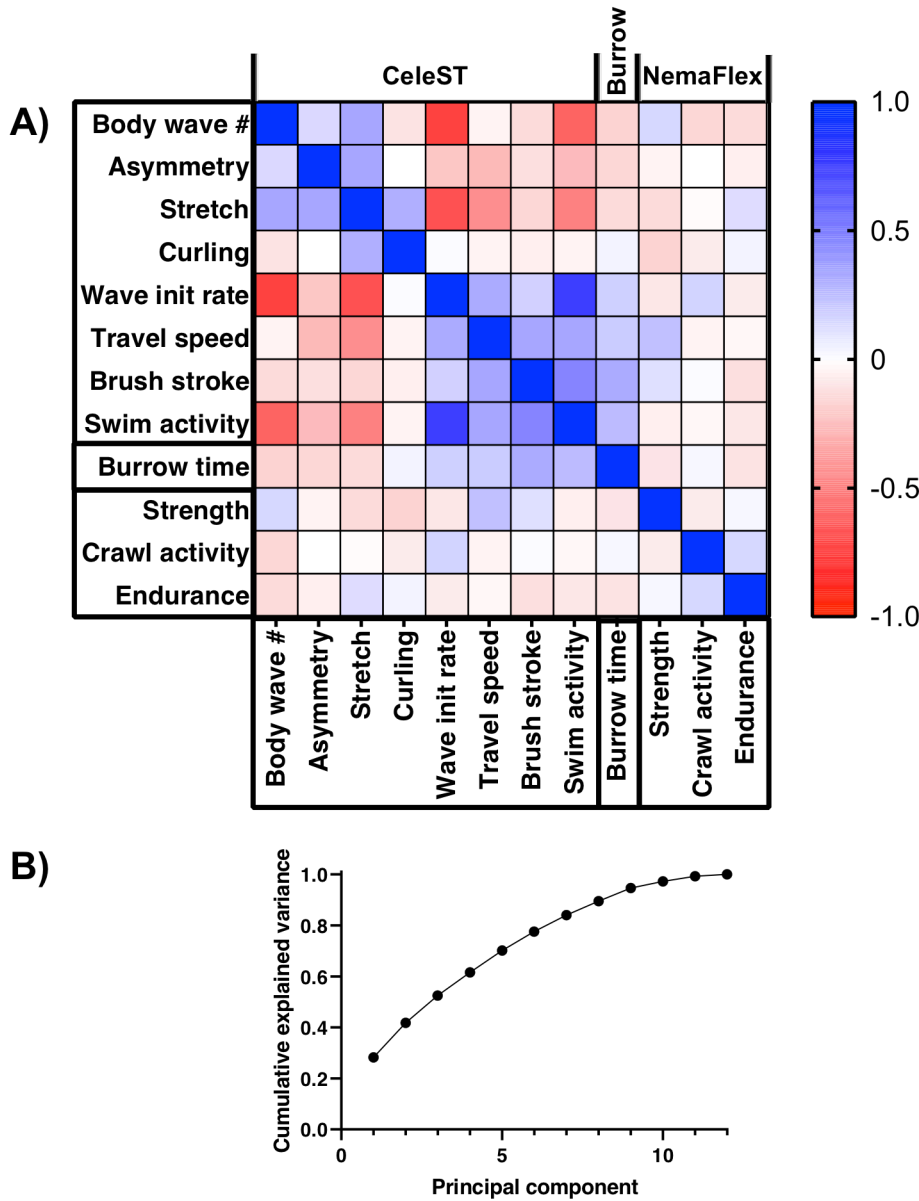 Burrow
CeleST
NemaFlex
A)
Body wave #
Asymmetry
Stretch
Curling
Wave init rate
Travel speed
Brush stroke
Swim activity
Burrow time
Strength
Crawl activity
Endurance
1.0
0.5
0
-0.5
-1.0
Body wave #
Asymmetry
Stretch
Curling
Wave init rate
Travel speed
Brush stroke
Swim activity
Burrow time
Strength
Crawl activity
Endurance
B)
Cumulative explained variance
1.0
0.8
0.6
0.4
0.2
0.0
0
5
10
Principal component